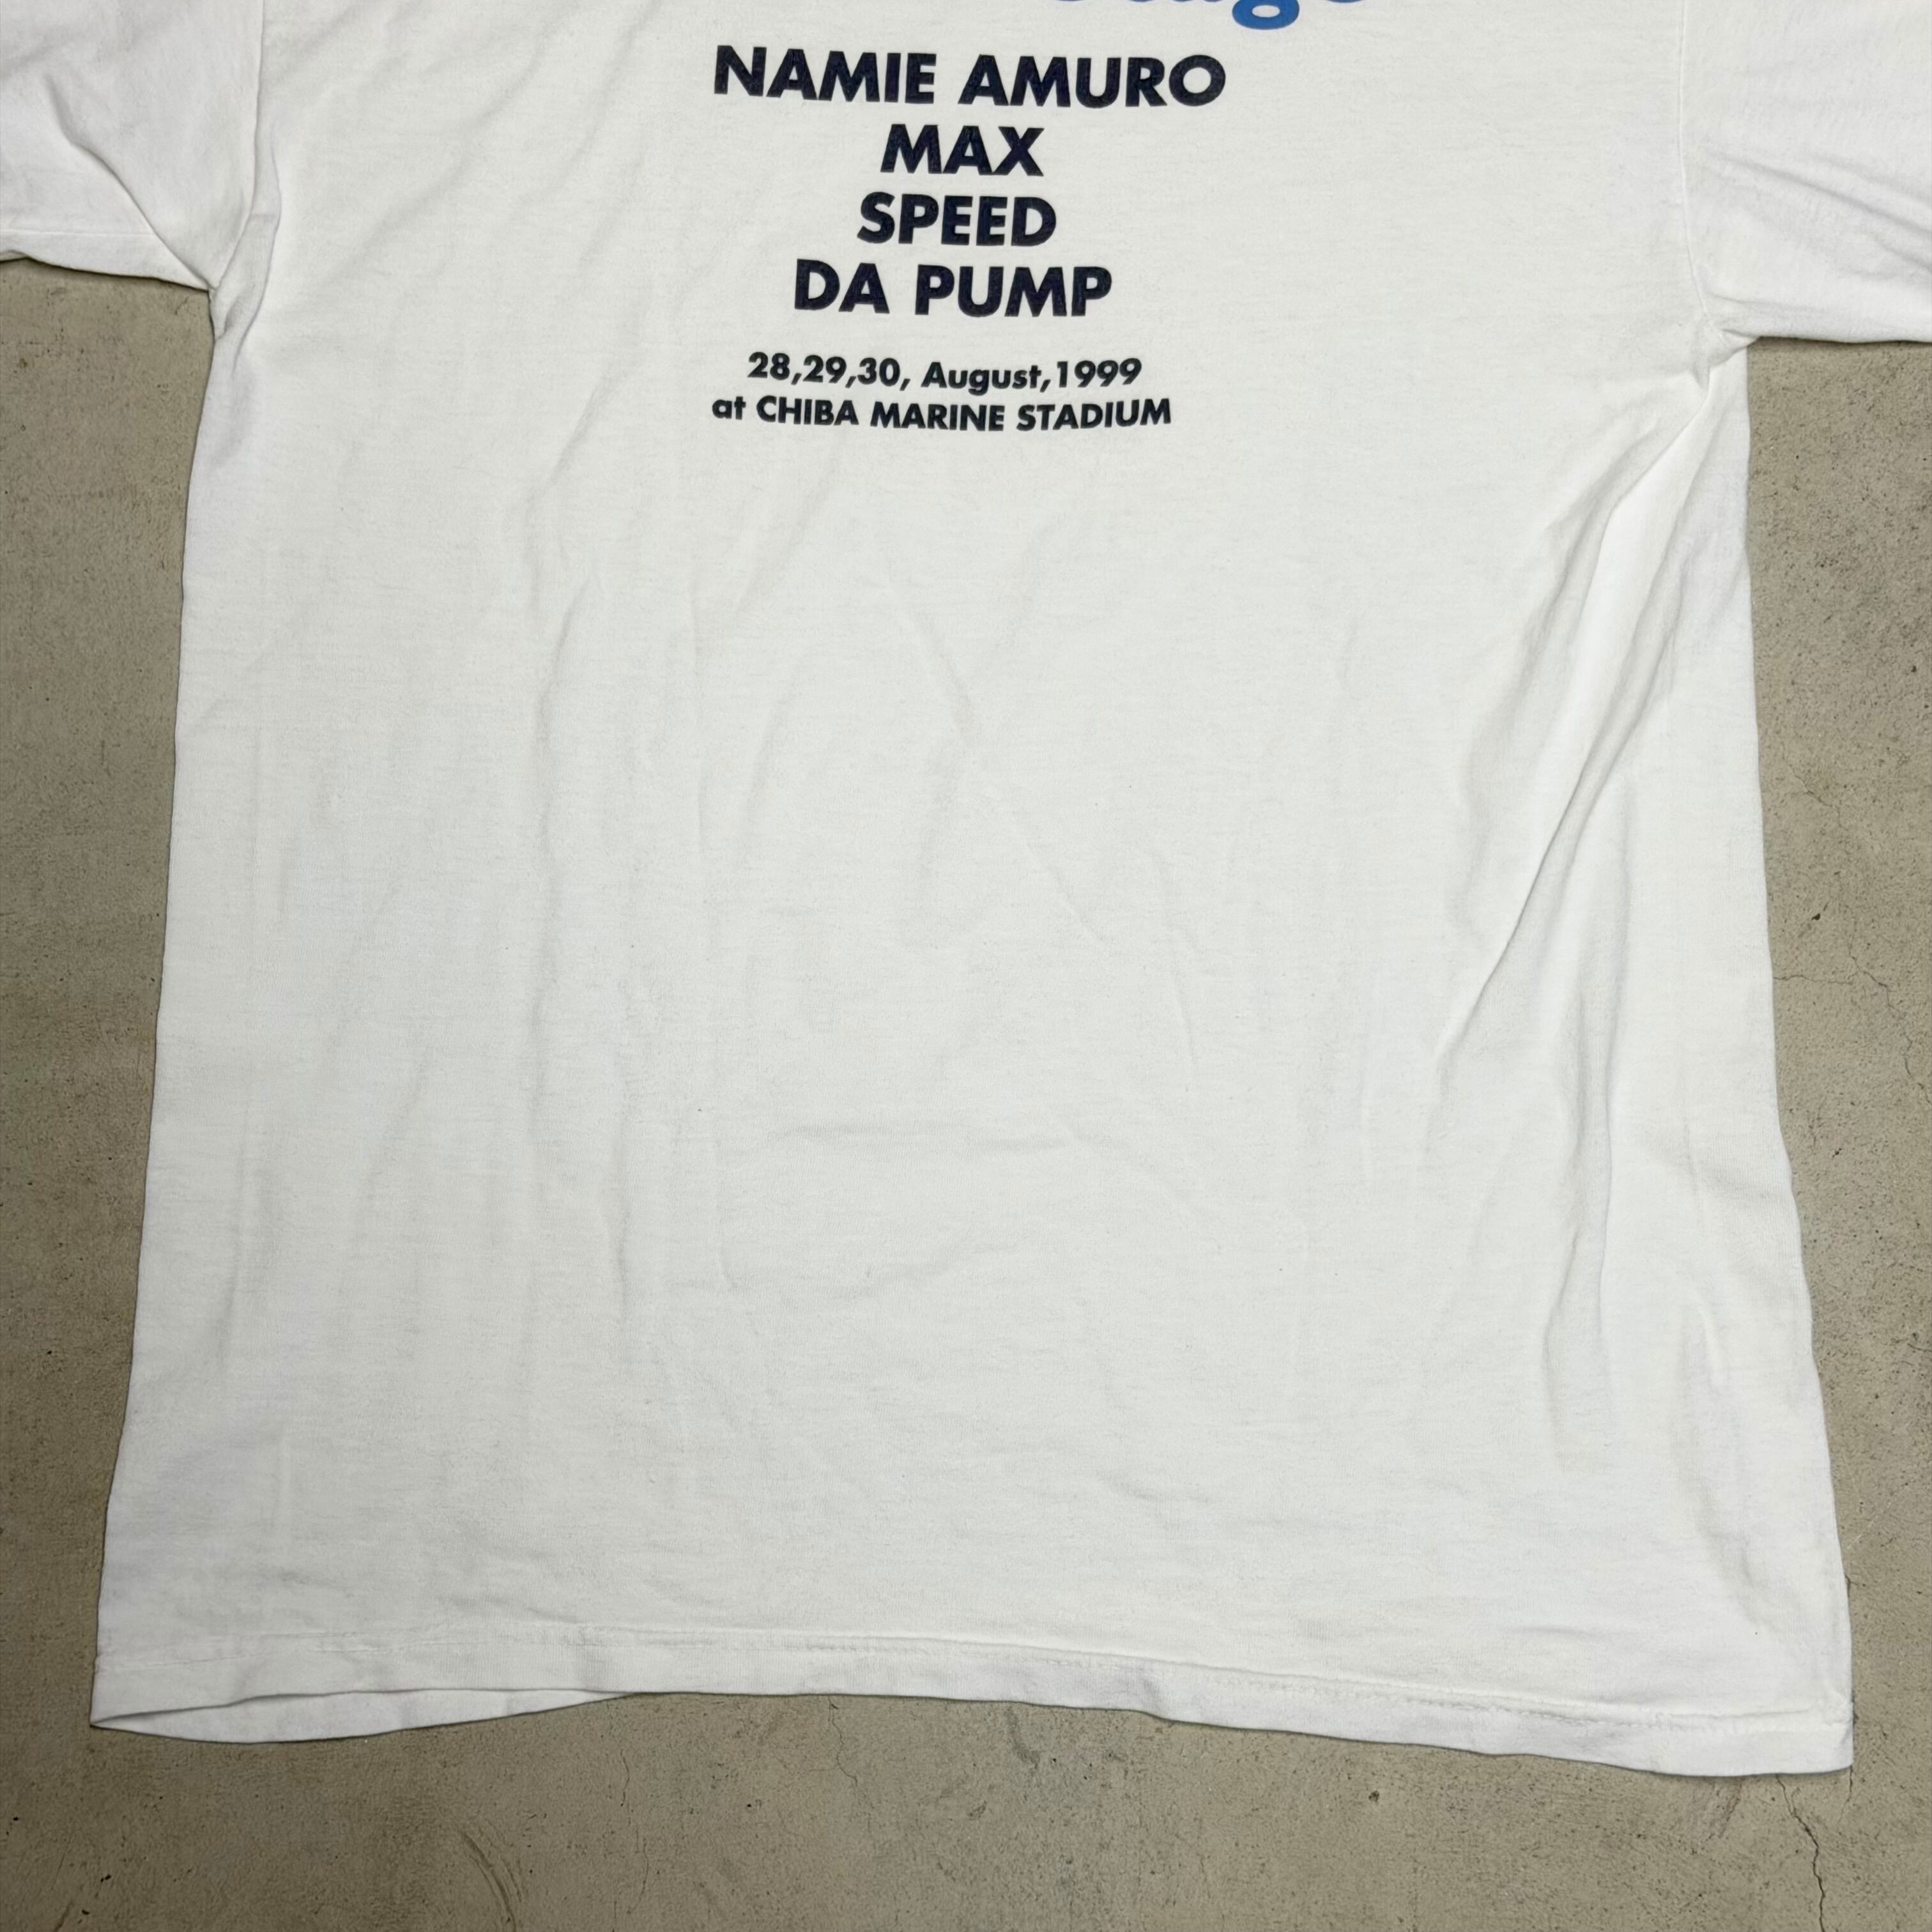 NAMIE AMURO
MAX
SPEED
DA PUMP
28,29,30, August,1999
at CHIBA MARINE STADIUM